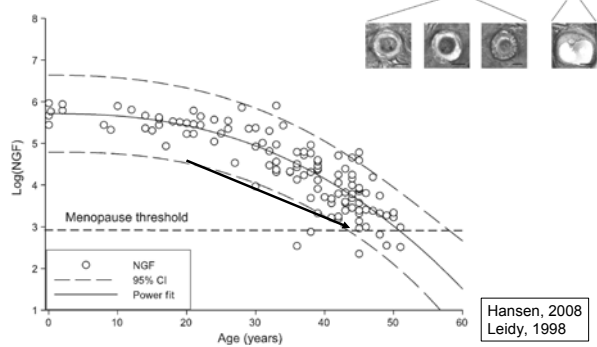 8
7
6
5
4
3
2
1
Log(NGF)
Menopause threshold
NGF
95% CI
Power fit
0
10
20
30
40
50
60
Age (years)
Hansen, 2008
Leidy, 1998